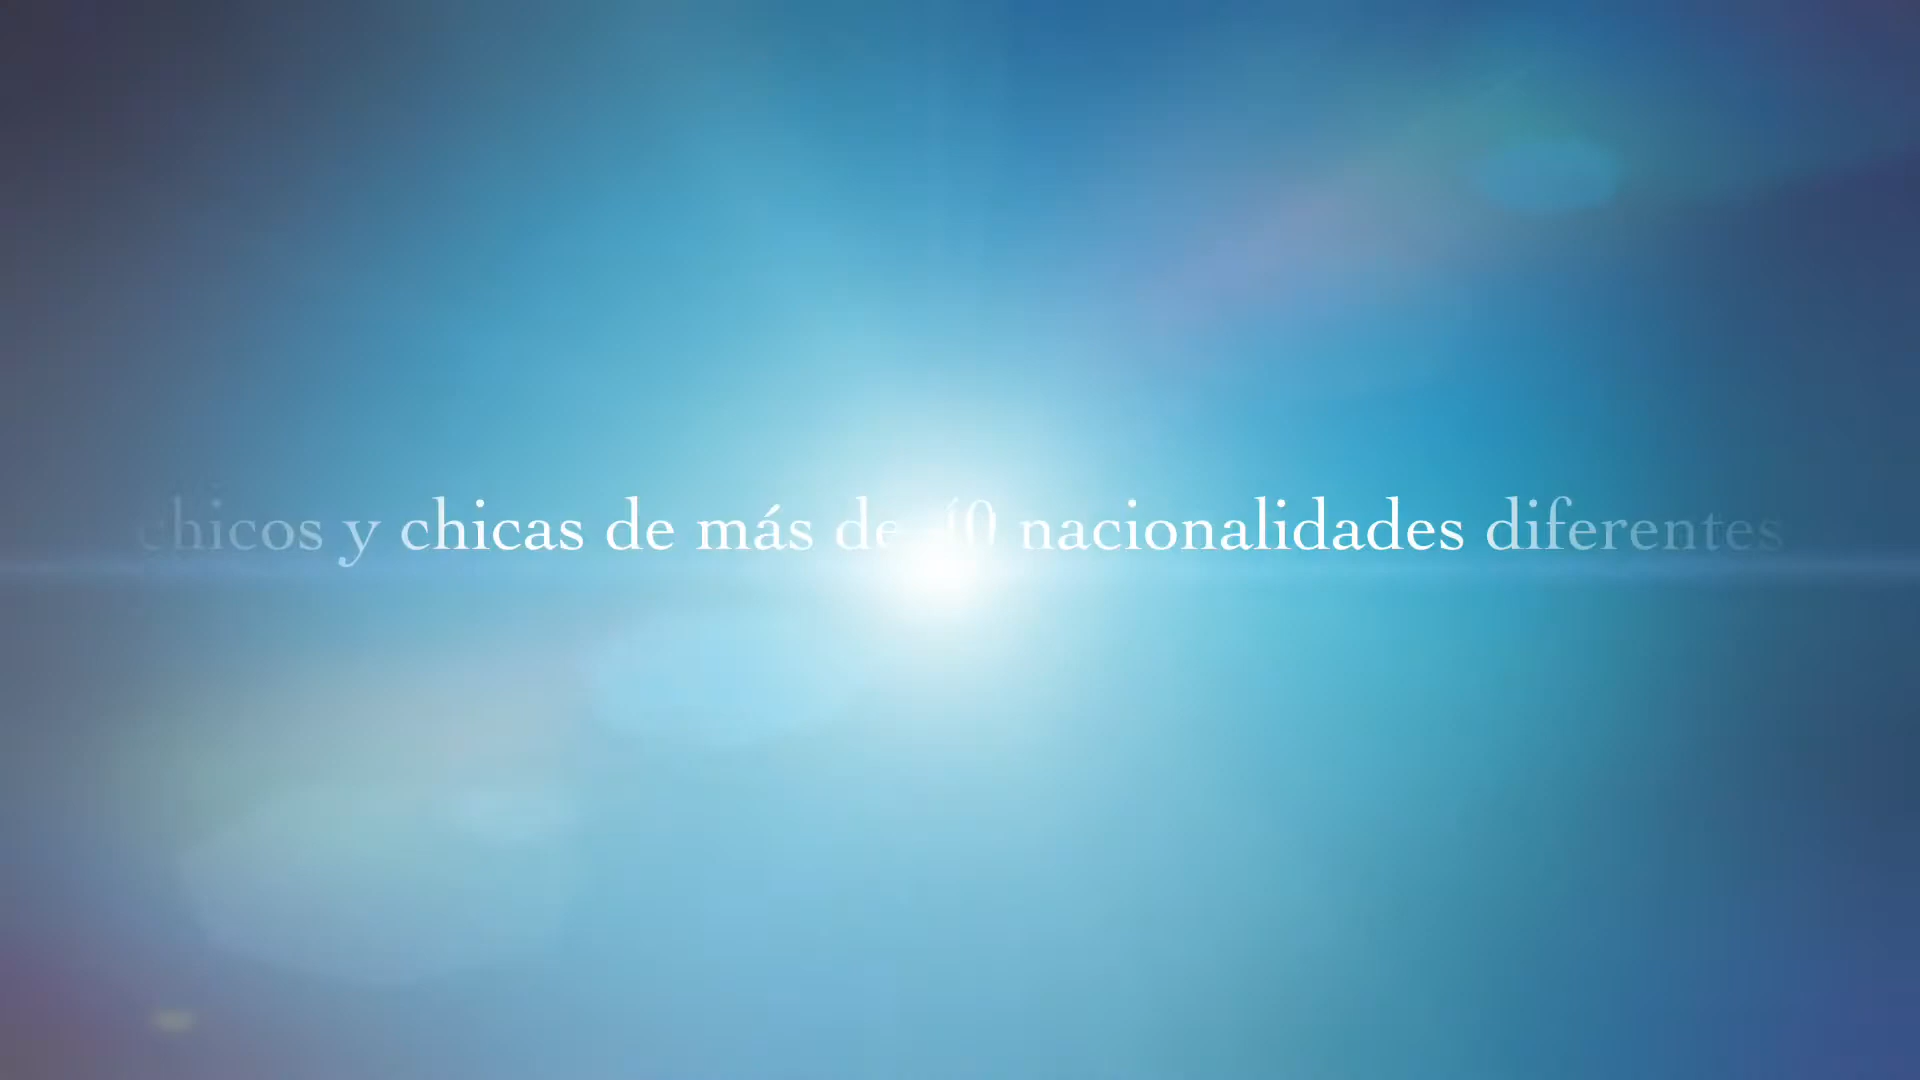 chicos y chicas de más de nacionalidades diferentes